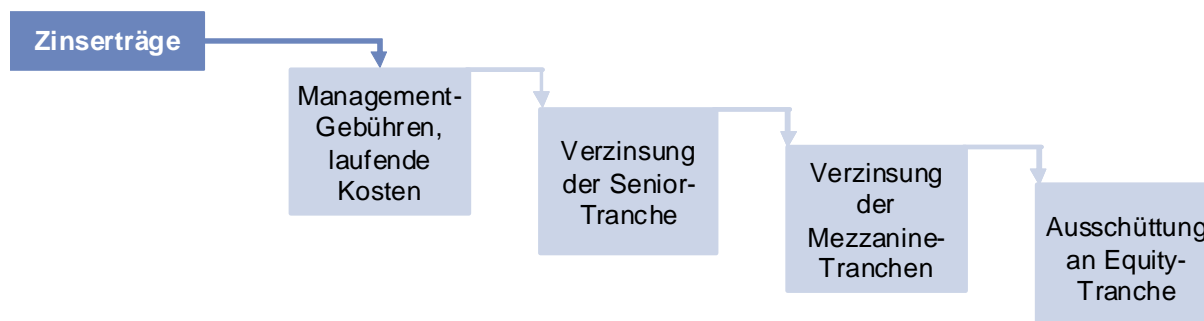 Zinserträge
Management-
Gebühren,
laufende
Kosten
Verzinsung
der Senior-
Tranche
Verzinsung
der
Mezzanine-
Tranchen
Ausschüttung
an Equity-
Tranche